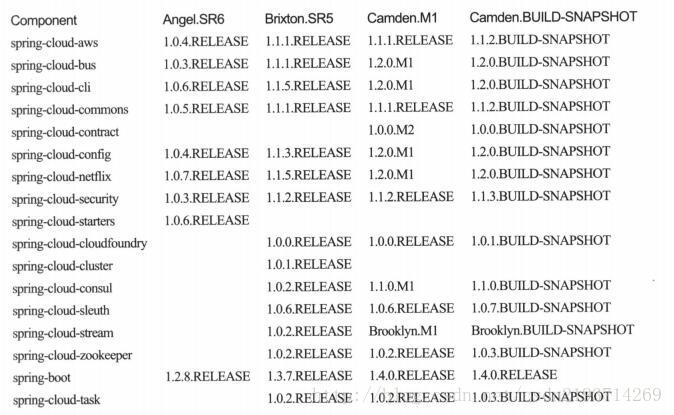 Component Angel.SR6 Brixton.SR5 Camden.M1 Camden.BUILD-SNAPSHOT
spring-cloud-aws 1.0.4.RELEASE 1.1.1.RELEASE 1.1.1.RELEASE 1.1.2.BUILD-SNAPSHOT
spring-cloud-bus 1.0.3.RELEASE 1.1.1.RELEASE 1.2.0.M1 1.2.0.BUILD-SNAPSHOT
spring-cloud-cli 1.0.6.RELEASE 1.1.5.RELEASE 1.2.0.M1 1.2.0.BUILD-SNAPSHOT
spring-cloud-commons 1.0.5.RELEASE 1.1.1.RELEASE 1.1.1.RELEASE 1.1.2.BUILD-SNAPSHOT
spring-cloud-contract 1.0.0.M2 1.0.0.BUILD-SNAPSHOT
spring-cloud-config 1.0.4.RELEASE 1.1.3.RELEASE 1.2.0.M1 1.2.0.BUILD-SNAPSHOT
spring-cloud-netflix 1.0.7.RELEASE 1.1.5.RELEASE 1.2.0.M1 1.2.0.BUILD-SNAPSHOT
spring-cloud-security 1.0.3.RELEASE 1.1.2.RELEASE 1.1.2.RELEASE 1.1.3.BUILD-SNAPSHOT
spring-cloud-starters 1.0.6.RELEASE
spring-cloud-cloudfoundry 1.0.0.RELEASE 1.0.0.RELEASE 1.0.1.BUILD-SNAPSHOT
spring-cloud-cluster 1.0.1.RELEASE
spring-cloud-consul 1.0.2.RELEASE 1.1.0.M1 1.1.0.BUILD-SNAPSHOT
spring-cloud-sleuth 1.0.6.RELEASE 1.0.6.RELEASE 1.0.7.BUILD-SNAPSHOT
spring-cloud-stream 1.0.2.RELEASE Brooklyn.M1 Brooklyn.BUILD-SNAPSHOT
spring-cloud-zookeeper 1.0.2.RELEASE 1.0.2.RELEASE 1.0.3.BUILD-SNAPSHOT
spring-boot 1.2.8.RELEASE 1.3.7.RELEASE 1.4.0.RELEASE 1.4.0.RELEASE
spring-cloud-task 1.0.2.RELEASE 1.0.2.RELEASE 1.0.3.BUILD-SNAPSHOT